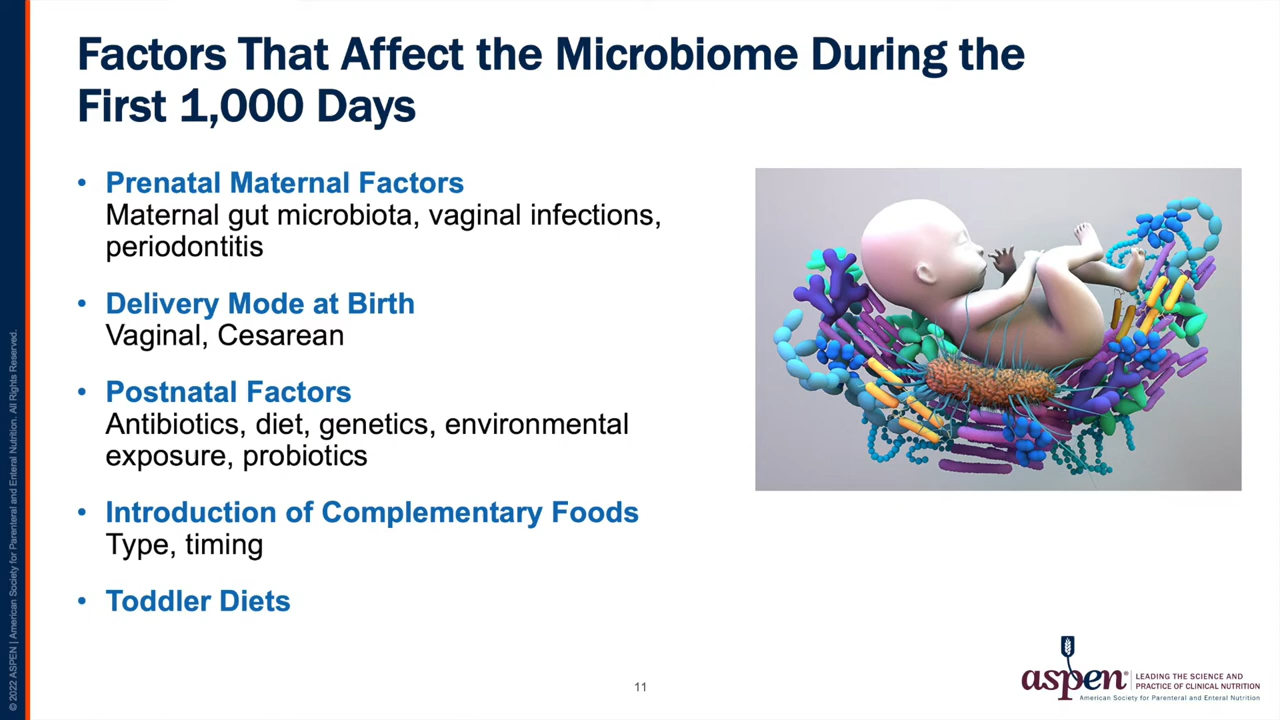 Factors That Affect the Microbiome During the
First 1,000 Days
• Prenatal Maternal Factors
Maternal gut microbiota, vaginal infections,
periodontitis
• Delivery Mode at Birth
Vaginal, Cesarean
• Postnatal Factors
Antibiotics, diet, genetics, environmental
exposure, probiotics
• Introduction of Complementary Foods
Type, timing
• Toddler Diets
© 2022 ASPEN | American Society for Parenteral and Enteral Nutrition. All Rights Reserved.
11
aspen®
LEADING THE SCIENCE AND
PRACTICE OF CLINICAL NUTRITION
American Society for Parenteral and Enteral Nutrition